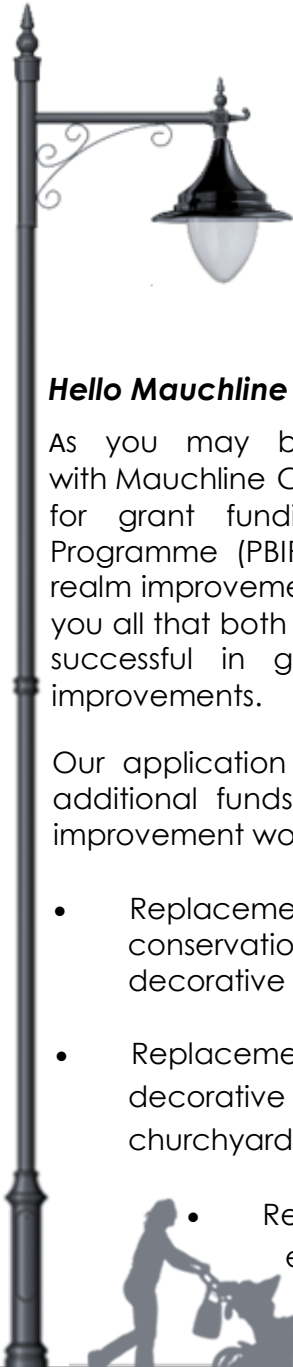 Hello Mauchline
As you may b
with Mauchline C
for grant fundi
Programme (PBIF
realm improveme
you all that both
successful in g
improvements.
Our application
additional funds
improvement wo
• Replaceme
conservatio
decorative
• Replaceme
decorative
churchyard
• Re
e